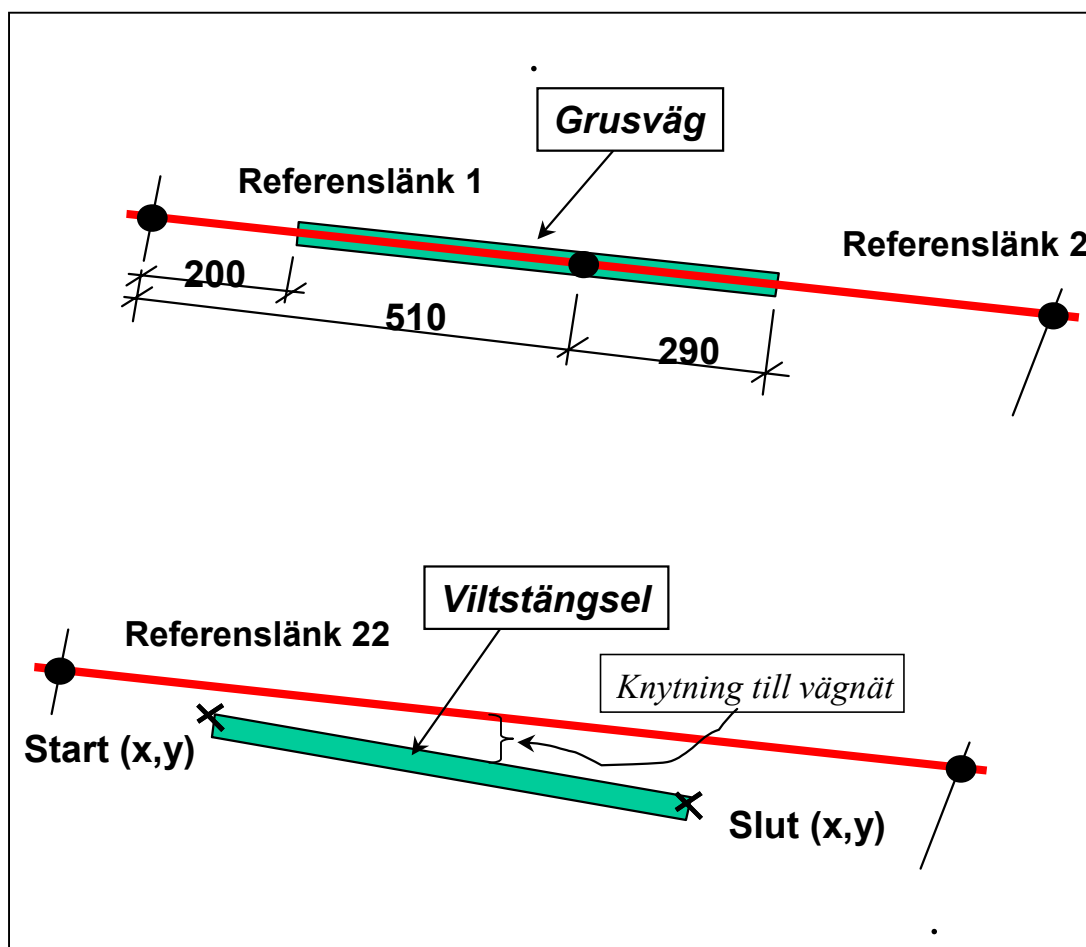 Grusväg
Referenslänk 1
Referenslänk 2
200
510
290
Viltstängsel
Referenslänk 22
Knytning till vägnät
Start (x,y)
Slut (x,y)